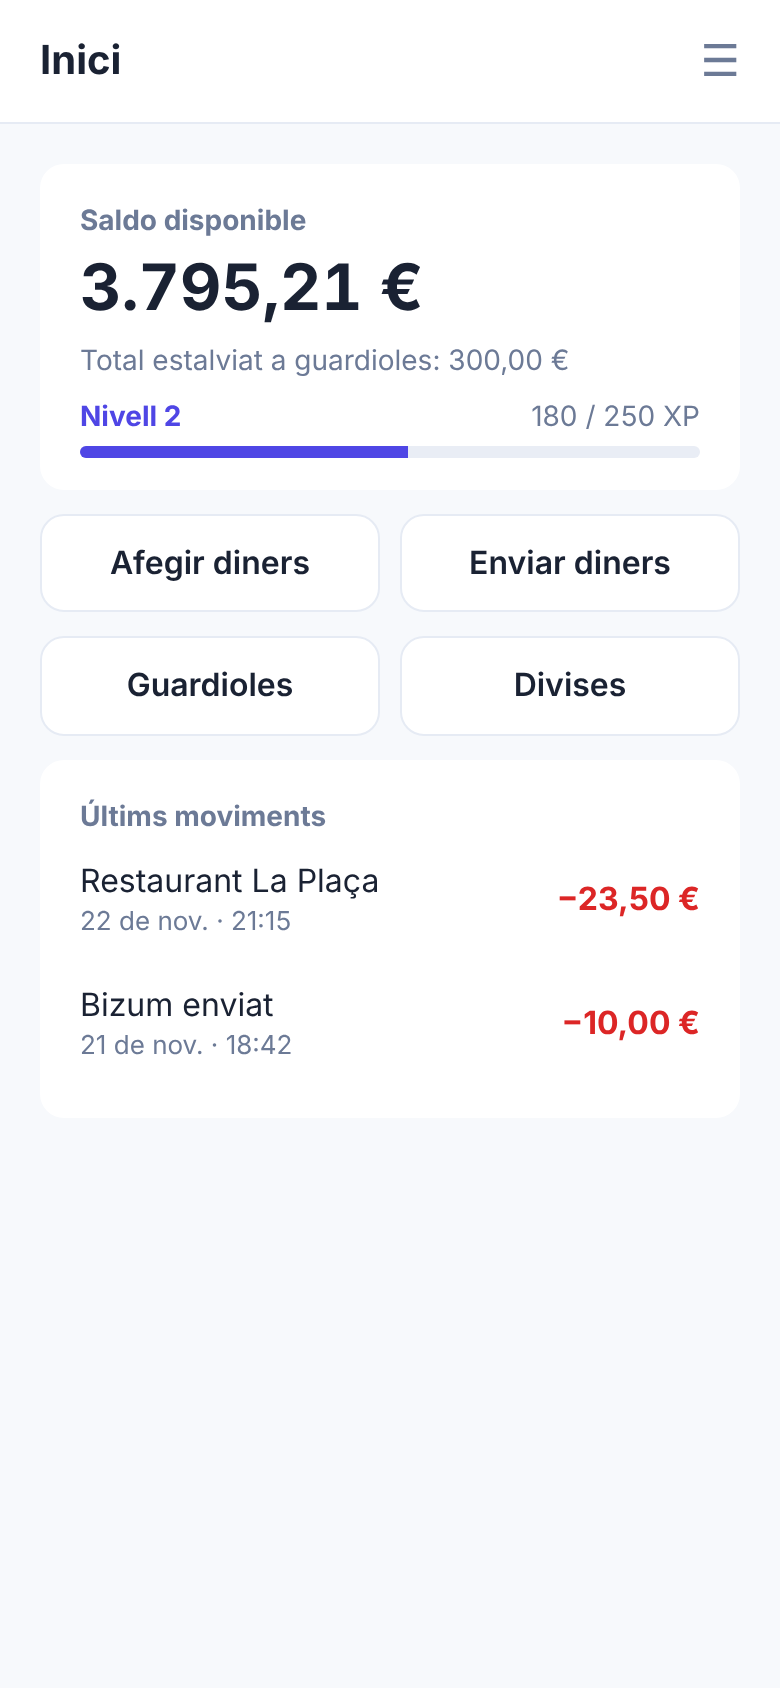 Inici
Saldo disponible
3.795,21 €
Total estalviat a guardioles: 300,00 €
Nivell 2 180 / 250 XP
Afegir diners Enviar diners
Guardioles Divises
Últims moviments
Restaurant La Plaça
22 de nov. · 21:15
−23,50 €
Bizum enviat
21 de nov. · 18:42
−10,00 €